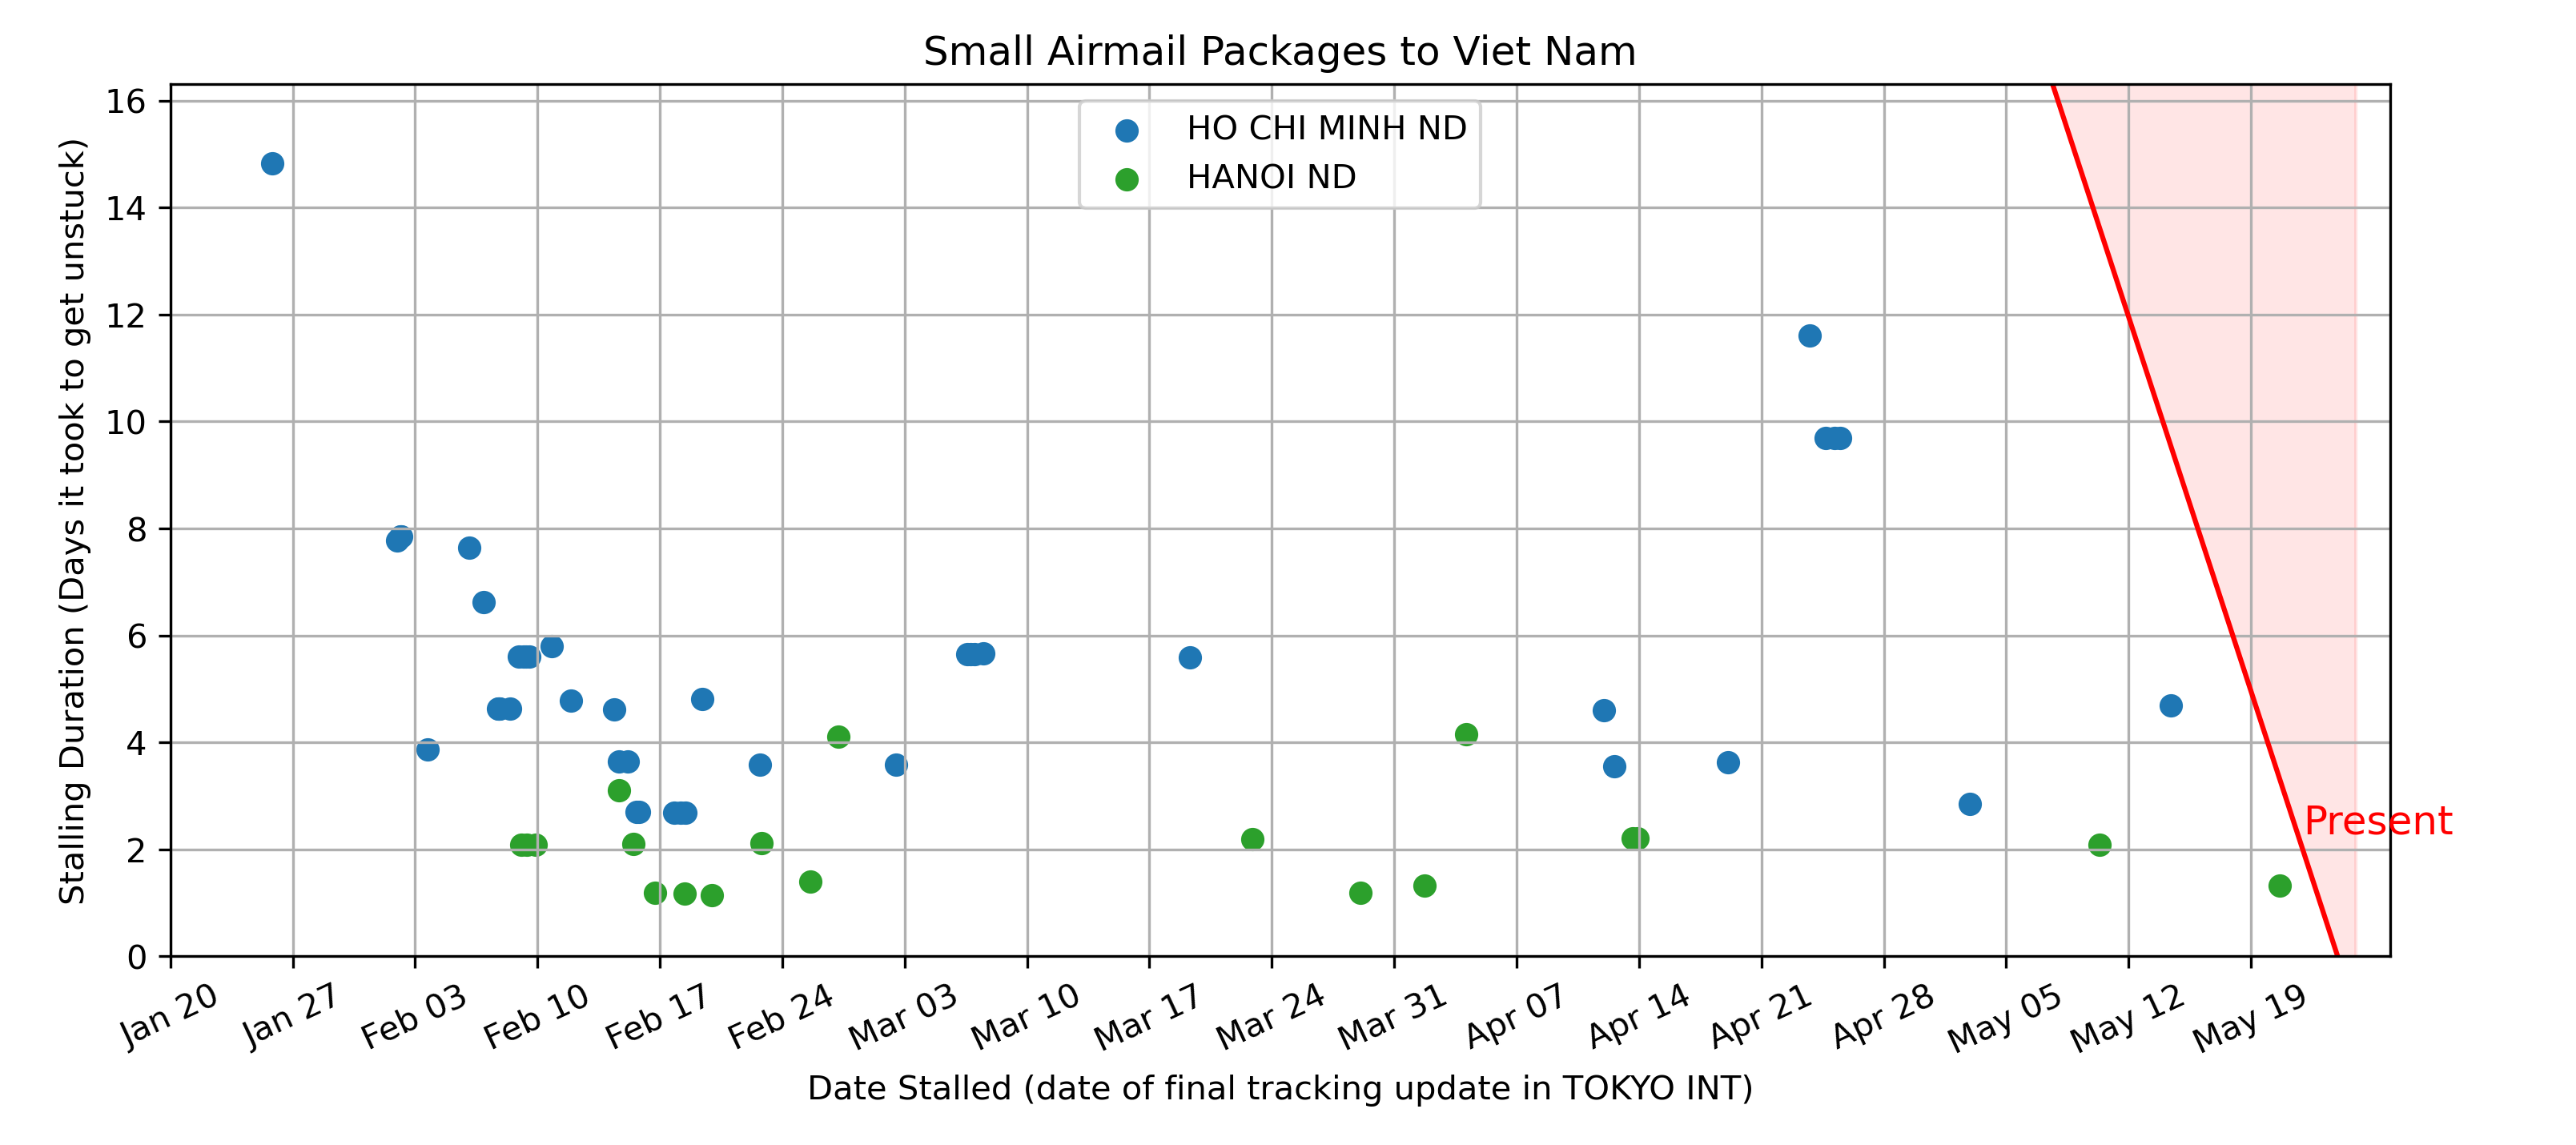 Small Airmail Packages to Viet Nam
HO CHI MINH ND
HANOI ND
Stalling Duration (Days it took to get unstuck)
16
14
12
10
8
6
4
2
0
Present
Jan 20
Jan 27
Feb 03
Feb 10
Feb 17
Feb 24
Mar 03
Mar 10
Mar 17
Mar 24
Mar 31
Apr 07
Apr 14
Apr 21
Apr 28
May 05
May 12
May 19
Date Stalled (date of final tracking update in TOKYO INT)